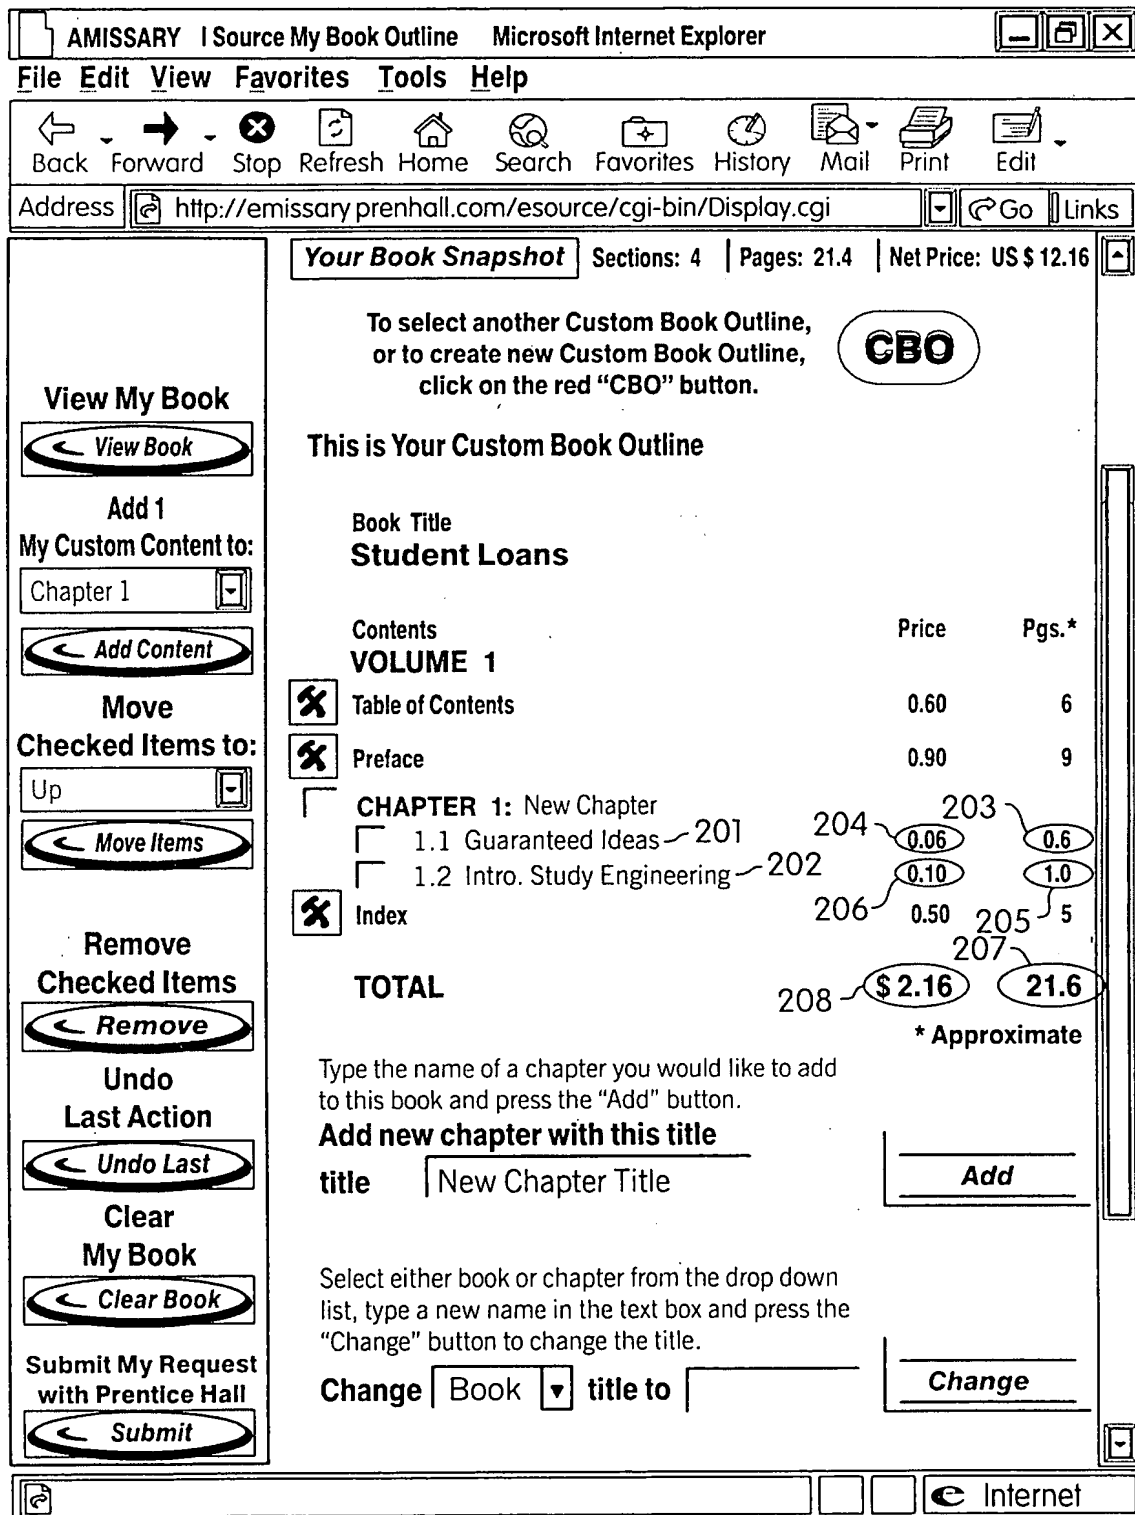 AMISSARY I Source My Book Outline Microsoft Internet Explorer
File Edit View Favorites Tools Help
Back Forward Stop Refresh Home Search Favorites History Mail Print Edit
Address http://emissary prenhall.com/esource/cgi-bin/Display.cgi Go Links
Your Book Snapshot Sections: 4 Pages: 21.4 Net Price: US $ 12.16
View My Book
View Book
Add 1
My Custom Content to:
Chapter 1
Add Content
Move
Checked Items to:
Up
Move Items
Remove
Checked Items
Remove
Undo
Last Action
Undo Last
Clear
My Book
Clear Book
Submit My Request
with Prentice Hall
Submit
To select another Custom Book Outline,
or to create new Custom Book Outline,
click on the red “CBO” button.
CBO
This is Your Custom Book Outline
Book Title
Student Loans
Contents Price Pgs.*
VOLUME 1
Table of Contents 0.60 6
Preface 0.90 9
CHAPTER 1: New Chapter 203
1.1 Guaranteed Ideas 201 204 0.06 0.6
1.2 Intro. Study Engineering 202 0.10 1.0
Index 206 0.50 205 5
207
TOTAL 208 $ 2.16 21.6
* Approximate
Type the name of a chapter you would like to add
to this book and press the “Add” button.
Add new chapter with this title
title New Chapter Title Add
Select either book or chapter from the drop down
list, type a new name in the text box and press the
“Change” button to change the title.
Change Book title to Change
e Internet